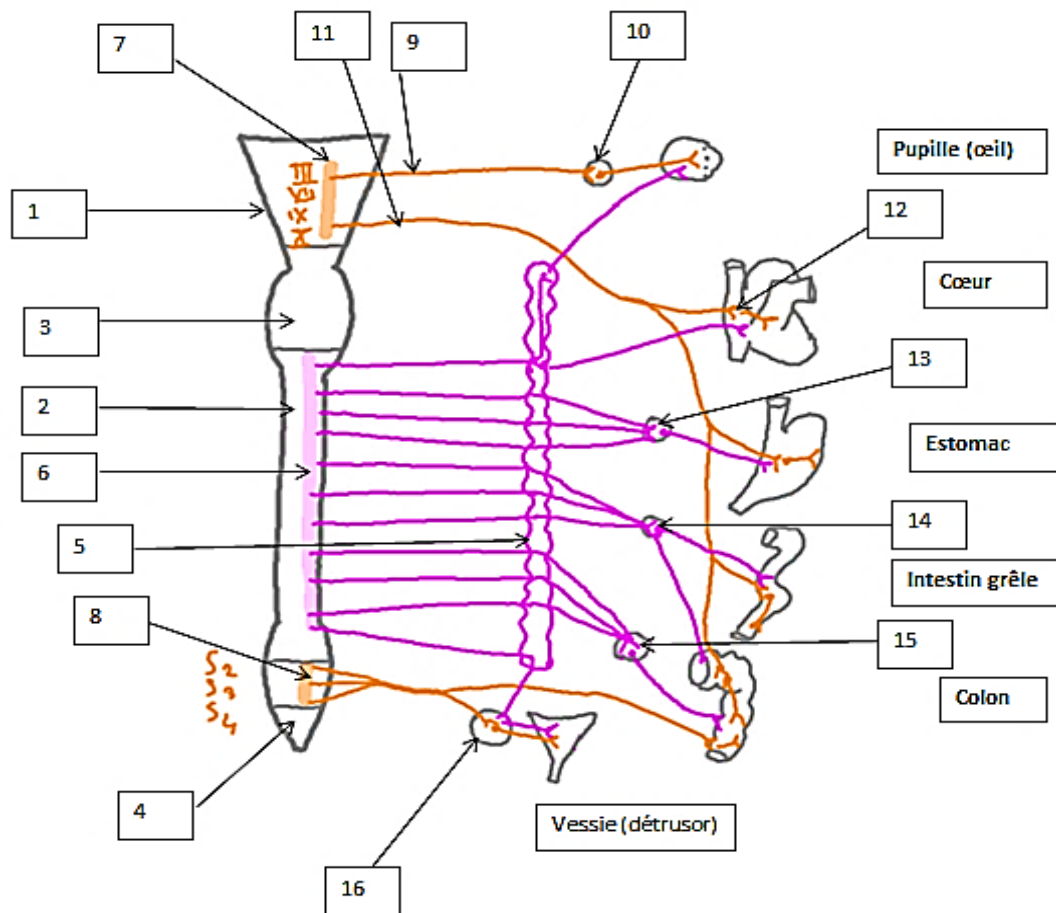 7
11
9
10
Pupille (œil)
1
III
VII
IX
X
12
Cœur
3
13
2
Estomac
6
14
5
Intestin grêle
8
15
S2
S3
S4
Colon
4
Vessie (détrusor)
16